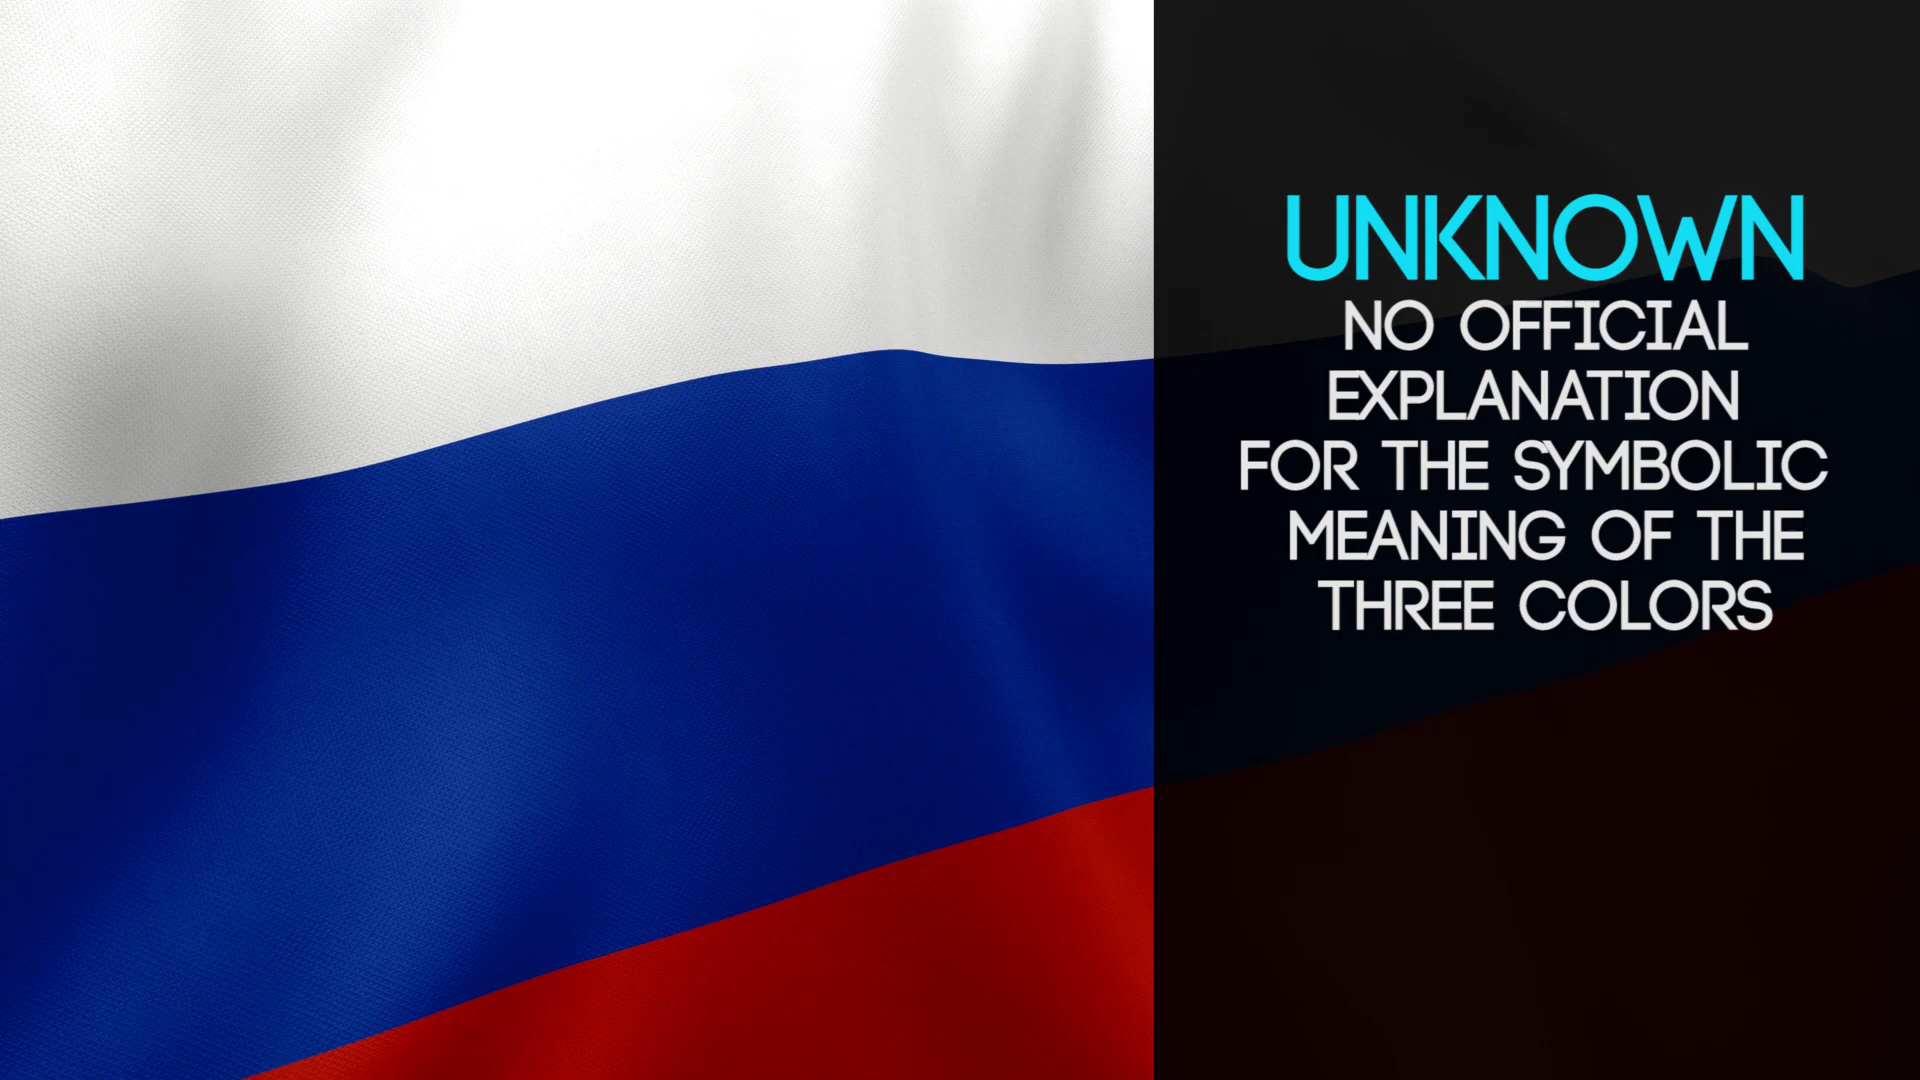 UNKNOWN
NO OFFICIAL
EXPLANATION
FOR THE SYMBOLIC
MEANING OF THE
THREE COLORS